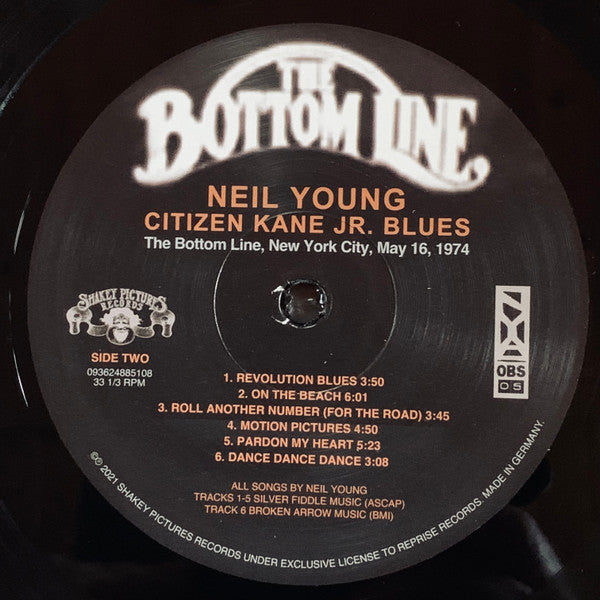 THE
BOTTOM LINE
NEIL YOUNG
CITIZEN KANE JR. BLUES
The Bottom Line, New York City, May 16, 1974
SHAKEY PICTURES
RECORDS
SIDE TWO
093624885108
33 1/3 RPM
NYA
OBS
05
1. REVOLUTION BLUES 3:50
2. ON THE BEACH 6:01
3. ROLL ANOTHER NUMBER (FOR THE ROAD) 3:45
4. MOTION PICTURES 4:50
5. PARDON MY HEART 5:23
6. DANCE DANCE DANCE 3:08
ALL SONGS BY NEIL YOUNG
TRACKS 1-5 SILVER FIDDLE MUSIC (ASCAP)
TRACK 6 BROKEN ARROW MUSIC (BMI)
©℗ 2021 SHAKEY PICTURES RECORDS UNDER EXCLUSIVE LICENSE TO REPRISE RECORDS. MADE IN GERMANY.